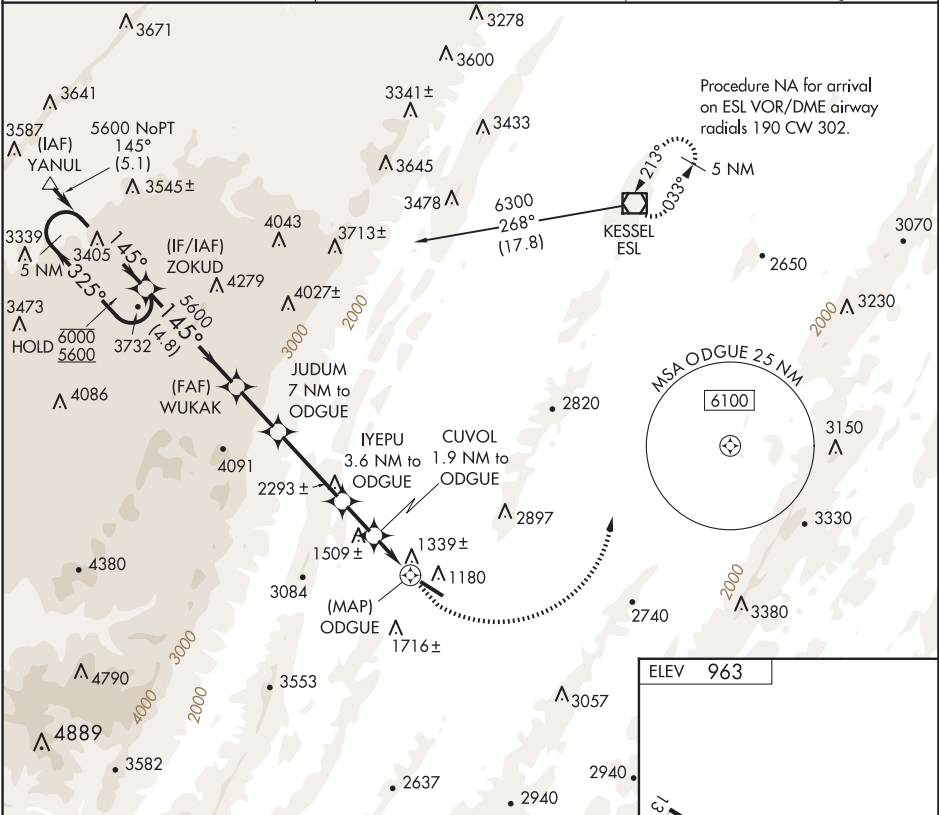 3671
3278
3600
3641
3341±
3433
Procedure NA for arrival
on ESL VOR/DME airway
radials 190 CW 302.
3587
(IAF)
YANUL
5600 NoPT
145°
(5.1)
3645
213°
033°
5 NM
3545±
3478
6300
268°
(17.8)
KESSEL
ESL
3070
3339
3405
5 NM
145°
325°
(IF/IAF)
ZOKUD
4043
3713±
2650
4279
4027±
3473
HOLD
6000
5600
3732
5600
145°
(4.8)
3000
2000
2000
3230
JUDUM
7 NM to
ODGUE
MSA ODGUE 25 NM
6100
4086
(FAF)
WUKAK
2820
3150
IYEPU
3.6 NM to
ODGUE
CUVOL
1.9 NM to
ODGUE
4091
2293±
2897
3330
1509±
1339±
4380
3084
1180
2000
(MAP)
ODGUE
2740
3380
1716±
3000
ELEV 963
4790
3553
3057
4000
2000
4889
3582
2637
2940
2940
13